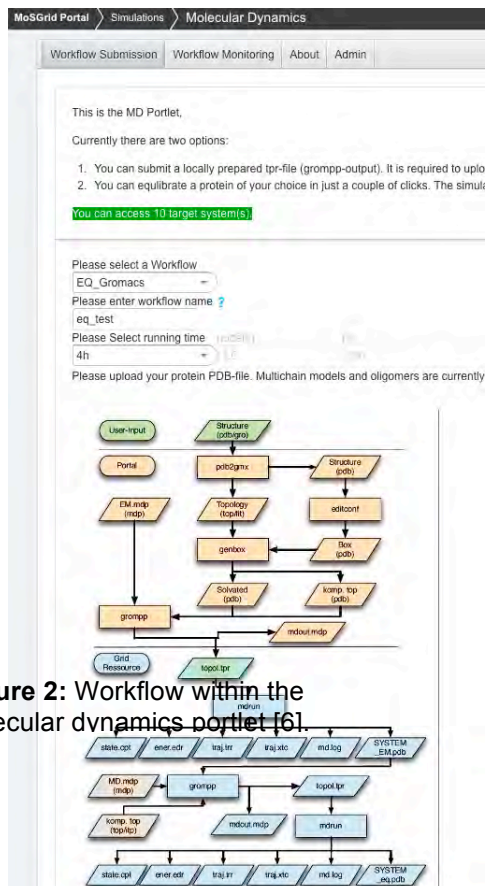 MoSGrid Portal Simulations Molecular Dynamics
Workflow Submission Workflow Monitoring About Admin
This is the MD Portlet,
Currently there are two options:
1. You can submit a locally prepared tpr-file (grompp-output). It is required to uplo
2. You can equlibrate a protein of your choice in just a couple of clicks. The simula
You can access 10 target system(s).
Please select a Workflow
EQ_Gromacs
Please enter workflow name ?
eq_test
Please Select running time
4h
Please upload your protein PDB-file. Multichain models and oligomers are currently
User-Input
Structure
(pdb/gro)
Portal
pdb2gmx
Structure
(pdb)
EM.mdp
(mdp)
Topology
(top/itt)
editconf
genbox
Box
(pdb)
Solvated
(pdb)
komp. top
(pdb)
grompp
mdout.mdp
Grid
Ressource
topol.tpr
ure 2: Workflow within the
mdrun
ecular dynamics portlet [6].
state.cpt ener.edr traj.trr traj.xtc md.log SYSTEM
_EM.pdb
MD.mdp
(mdp)
grompp
topol.tpr
komp. top
(top/itp)
mdout.mdp
mdrun
state.cpt ener.edr traj.trr traj.xtc md.log SYSTEM
_eq.pdb